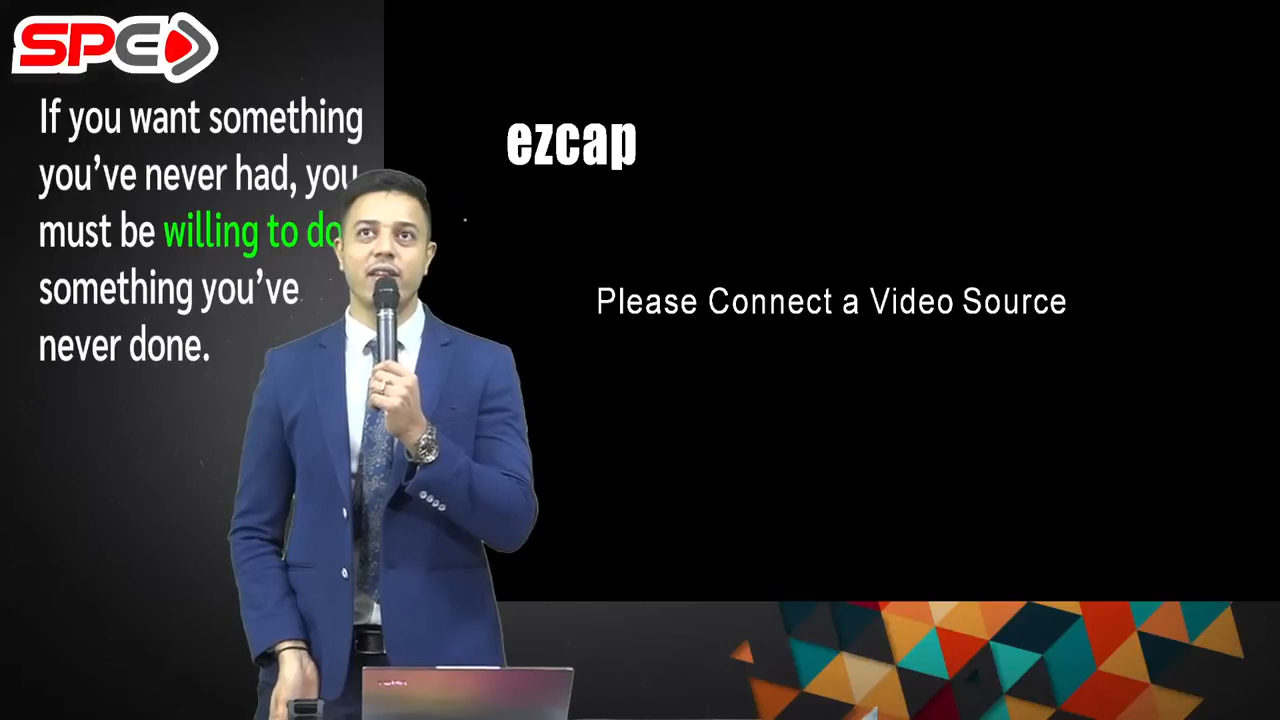 SPE
If you want something
you've never had, you
must be willing to do
something you've
never done.
ezcap
Please Connect a Video Source